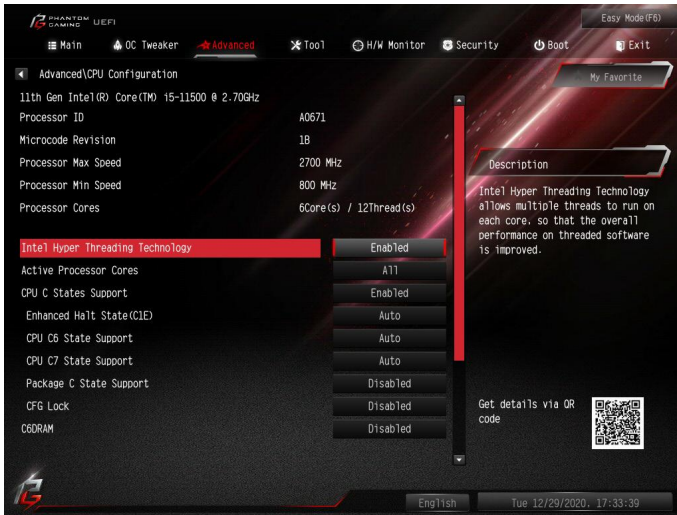 PHANTOM
GAMING UEFI
Easy Mode(F6)
Main OC Tweaker Advanced Tool H/W Monitor Security Boot Exit
Advanced\CPU Configuration
My Favorite
11th Gen Intel(R) Core(TM) i5-11500 @ 2.70GHz
Processor ID A0671
Microcode Revision 1B
Processor Max Speed 2700 MHz
Processor Min Speed 800 MHz
Processor Cores 6Core(s) / 12Thread(s)
Intel Hyper Threading Technology Enabled
Active Processor Cores All
CPU C States Support Enabled
Enhanced Halt State(C1E) Auto
CPU C6 State Support Auto
CPU C7 State Support Auto
Package C State Support Disabled
CFG Lock Disabled
C6DRAM Disabled
Description
Intel Hyper Threading Technology
allows multiple threads to run on
each core, so that the overall
performance on threaded software
is improved.
Get details via QR
code
English
Tue 12/29/2020, 17:33:39